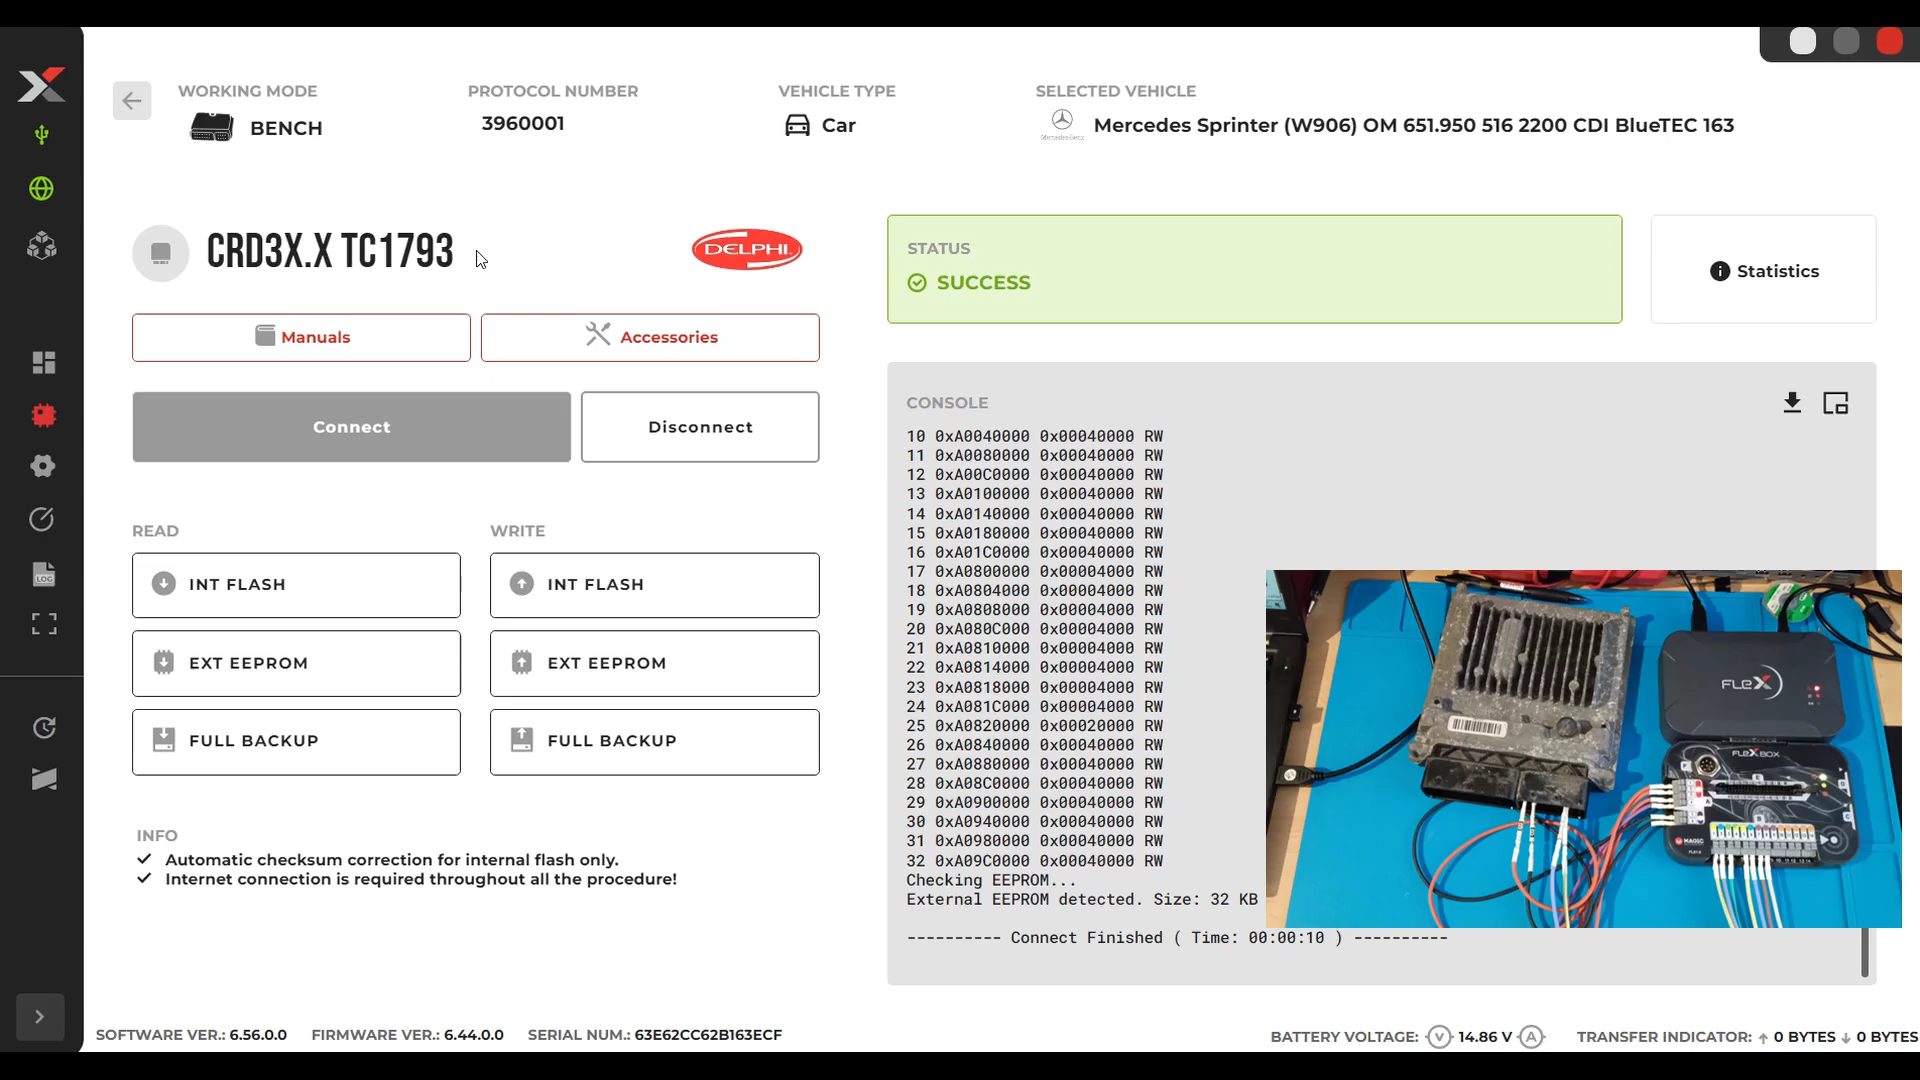 WORKING MODE
BENCH
PROTOCOL NUMBER
3960001
VEHICLE TYPE
Car
SELECTED VEHICLE
Mercedes Sprinter (W906) OM 651.950 516 2200 CDI BlueTEC 163
CRD3X.X TC1793
DELPHI
Manuals
Accessories
Connect
Disconnect
READ
WRITE
INT FLASH
INT FLASH
EXT EEPROM
EXT EEPROM
FULL BACKUP
FULL BACKUP
INFO
Automatic checksum correction for internal flash only.
Internet connection is required throughout all the procedure!
STATUS
SUCCESS
Statistics
CONSOLE
10 0xA0040000 0x00040000 RW
11 0xA0080000 0x00040000 RW
12 0xA00C0000 0x00040000 RW
13 0xA0100000 0x00040000 RW
14 0xA0140000 0x00040000 RW
15 0xA0180000 0x00040000 RW
16 0xA01C0000 0x00040000 RW
17 0xA0800000 0x00004000 RW
18 0xA0804000 0x00004000 RW
19 0xA0808000 0x00004000 RW
20 0xA080C000 0x00004000 RW
21 0xA0810000 0x00004000 RW
22 0xA0814000 0x00004000 RW
23 0xA0818000 0x00004000 RW
24 0xA081C000 0x00004000 RW
25 0xA0820000 0x00020000 RW
26 0xA0840000 0x00040000 RW
27 0xA0880000 0x00040000 RW
28 0xA08C0000 0x00040000 RW
29 0xA0900000 0x00040000 RW
30 0xA0940000 0x00040000 RW
31 0xA0980000 0x00040000 RW
32 0xA09C0000 0x00040000 RW
Checking EEPROM...
External EEPROM detected. Size: 32 KB
---------- Connect Finished ( Time: 00:00:10 ) ----------
FLEX
FLEXBOX
MAGIC
LOG
SOFTWARE VER.: 6.56.0.0
FIRMWARE VER.: 6.44.0.0
SERIAL NUM.: 63E62CC62B163ECF
BATTERY VOLTAGE: V 14.86 V A
TRANSFER INDICATOR: ↑ 0 BYTES ↓ 0 BYTES